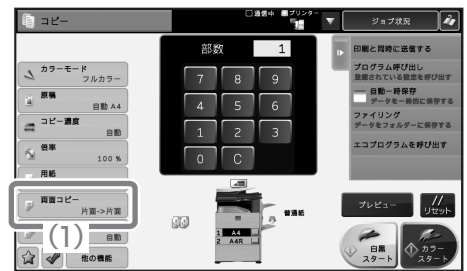 コピー
通信中
プリンター
ジョブ状況
カラーモード
フルカラー
原稿
自動 A4
コピー濃度
自動
倍率
100 %
用紙
両面コピー
片面->片面
(1)
自動
他の機能
部数
1
7 8 9
4 5 6
1 2 3
0 C
普通紙
1 A4
2 A4R
印刷と同時に送信する
プログラム呼び出し
登録されている設定を呼び出す
自動一時保存
データを一時的に保存する
ファイリング
データをフォルダーに保存する
エコプログラムを呼び出す
プレビュー
リセット
白黒
スタート
カラー
スタート